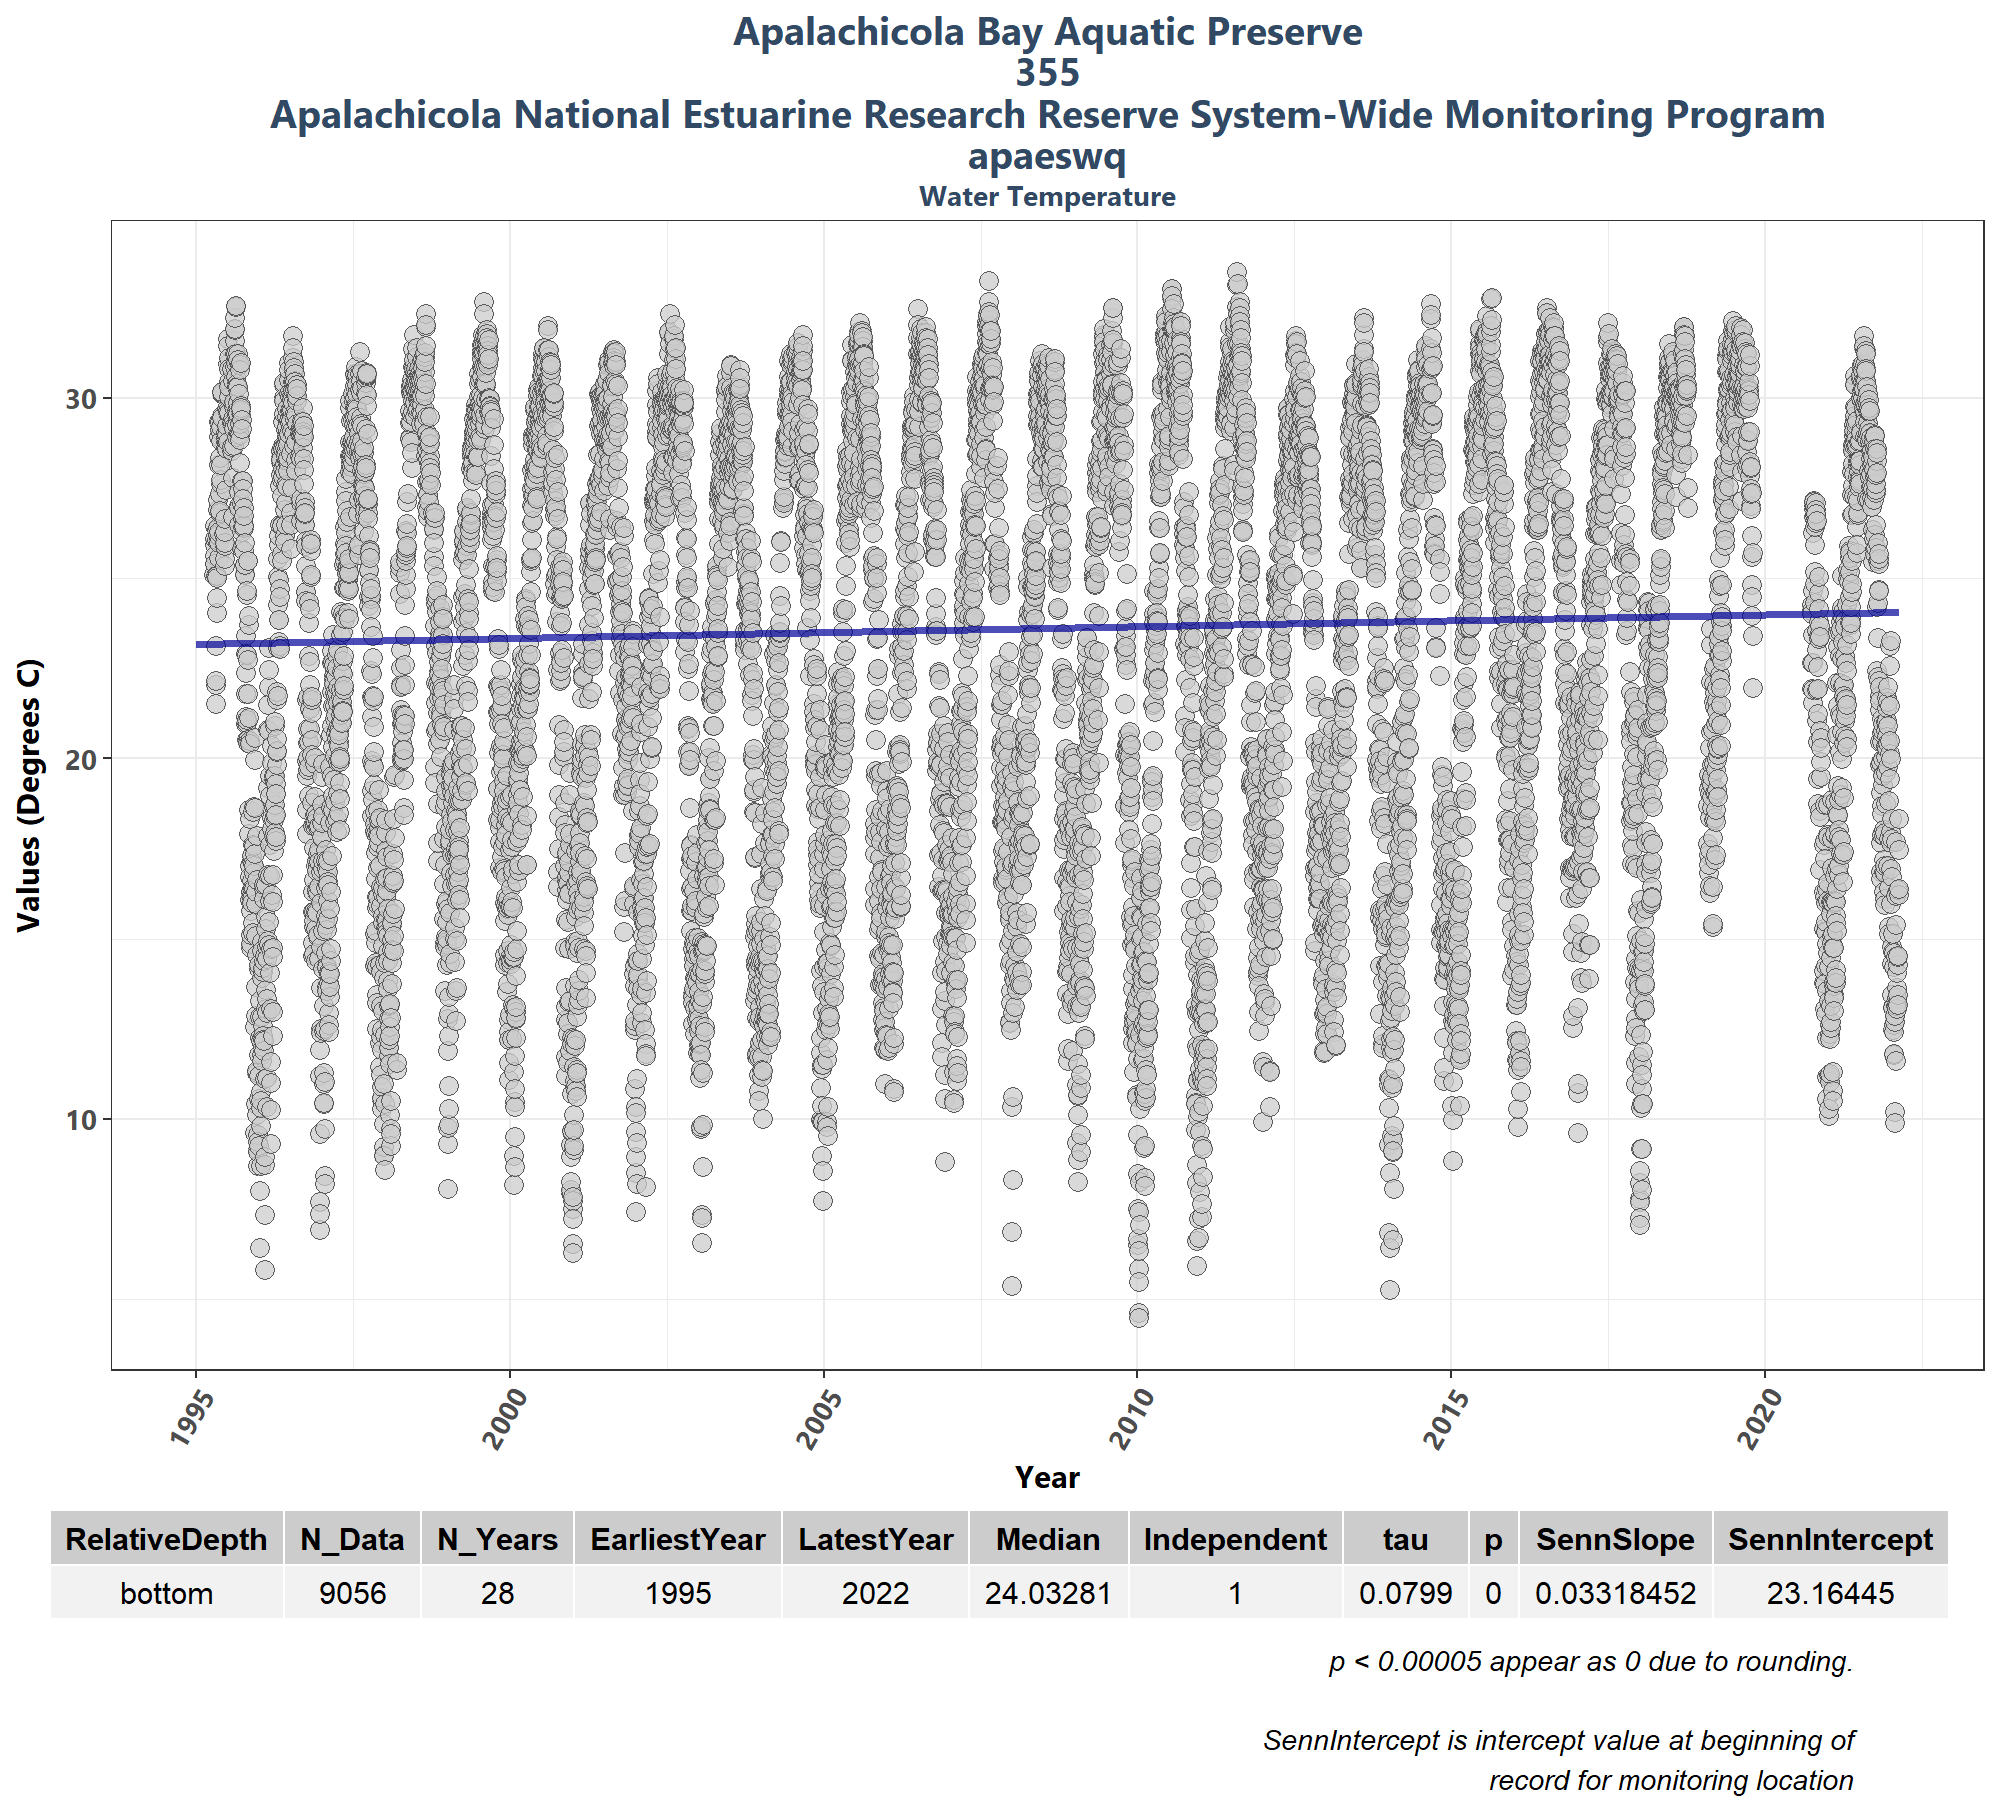 Apalachicola Bay Aquatic Preserve
355
Apalachicola National Estuarine Research Reserve System-Wide Monitoring Program
apaeswq
Water Temperature
Values (Degrees C)
30
20
10
1995 2000 2005 2010 2015 2020
Year
RelativeDepth N_Data N_Years EarliestYear LatestYear Median Independent tau p SennSlope SennIntercept
bottom 9056 28 1995 2022 24.03281 1 0.0799 0 0.03318452 23.16445
p < 0.00005 appear as 0 due to rounding.
SennIntercept is intercept value at beginning of
record for monitoring location